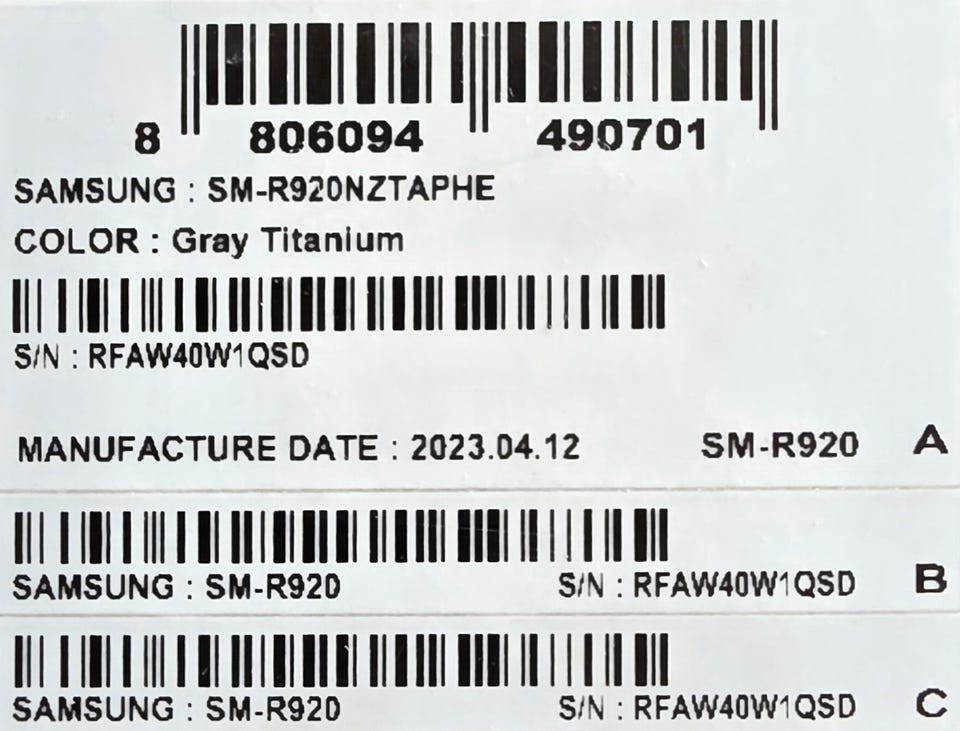 8 806094 490701
SAMSUNG : SM-R920NZTAPHE
COLOR : Gray Titanium
S/N : RFAW40W1QSD
MANUFACTURE DATE : 2023.04.12 SM-R920 A
SAMSUNG : SM-R920 S/N : RFAW40W1QSD B
SAMSUNG : SM-R920 S/N : RFAW40W1QSD C